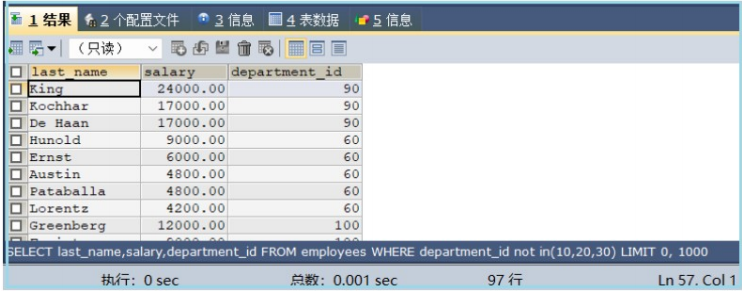 1 结果 2 个配置文件 3 信息 4 表数据 5 信息
(只读)
last_name salary department_id
King 24000.00 90
Kochhar 17000.00 90
De Haan 17000.00 90
Hunold 9000.00 60
Ernst 6000.00 60
Austin 4800.00 60
Pataballa 4800.00 60
Lorentz 4200.00 60
Greenberg 12000.00 100
SELECT last_name,salary,department_id FROM employees WHERE department_id not in(10,20,30) LIMIT 0, 1000
执行: 0 sec 总数: 0.001 sec 97 行 Ln 57. Col 1